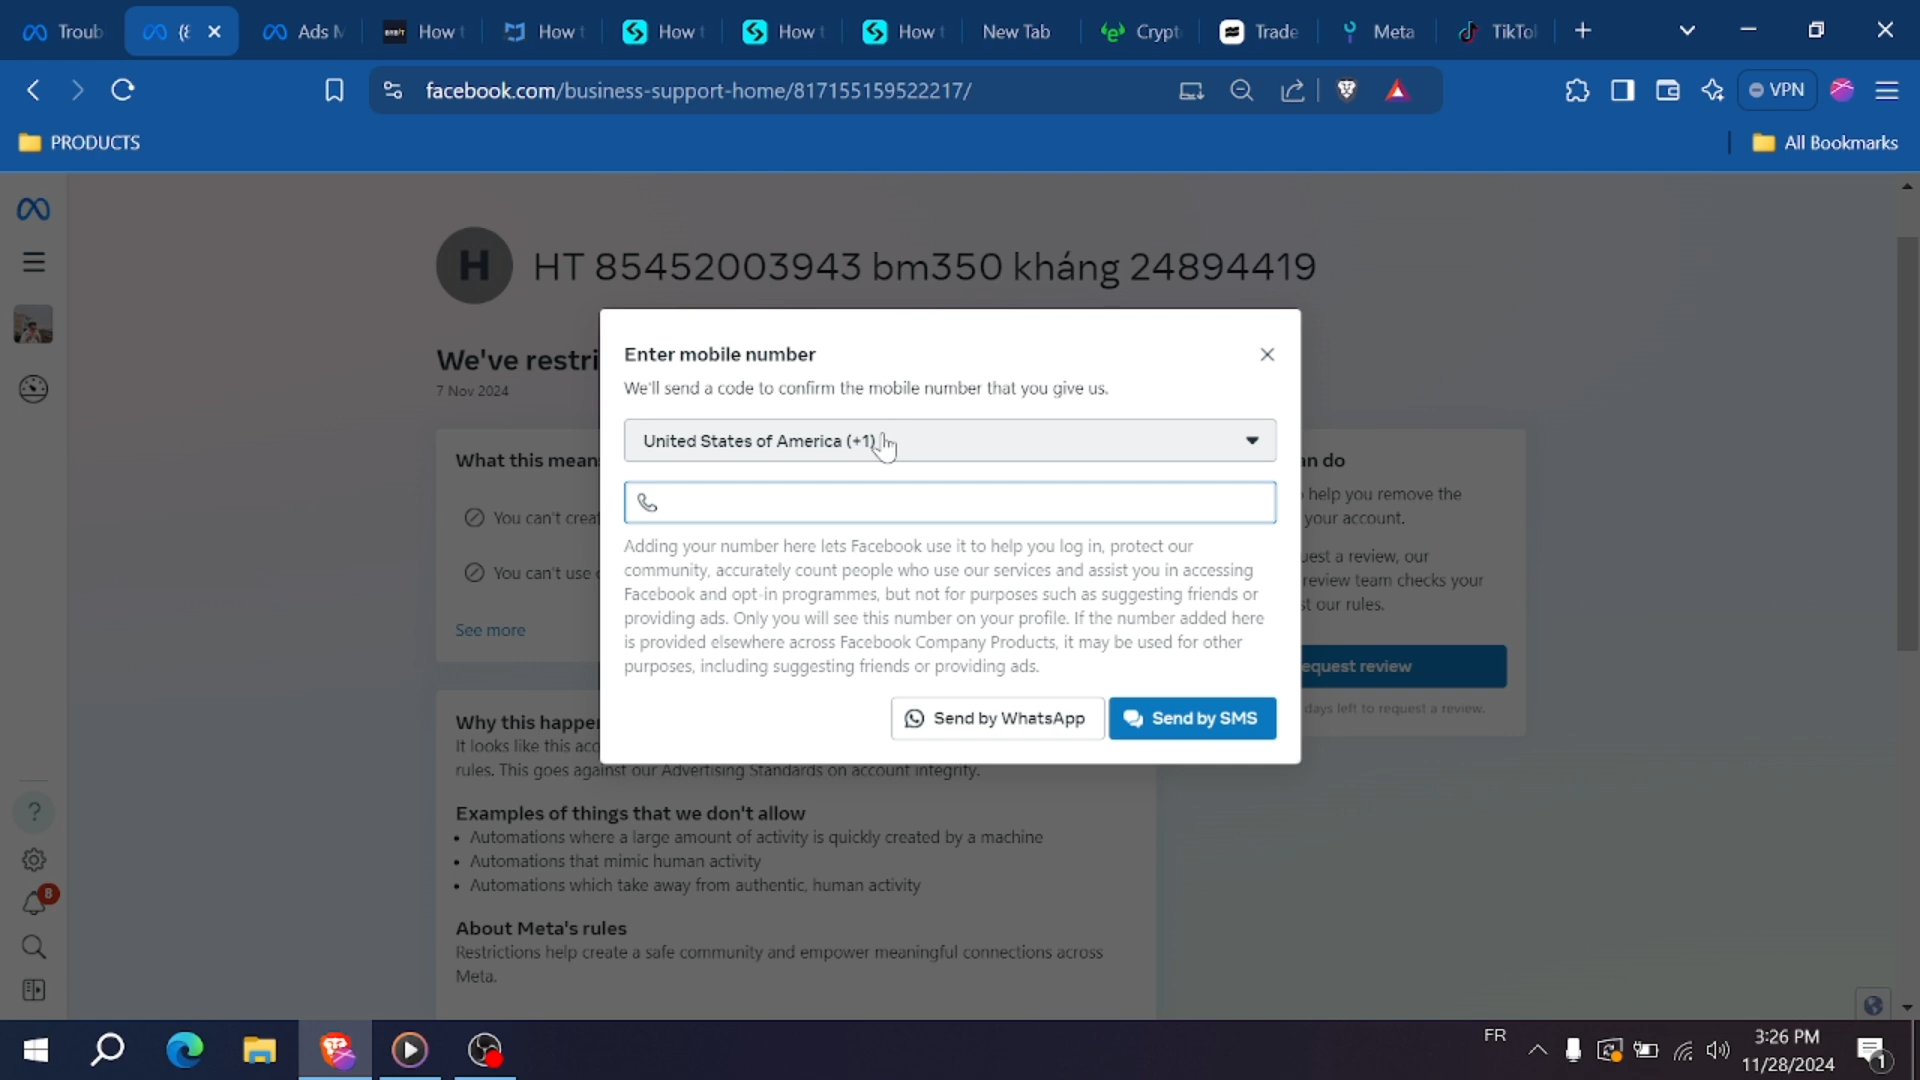 Troub
(8
Ads M
How t
How t
How t
How t
How t
New Tab
Crypt
Trade
Meta
TikTo
facebook.com/business-support-home/817155159522217/
VPN
PRODUCTS
All Bookmarks
H
HT 85452003943 bm350 kháng 24894419
We've restri
7 Nov 2024
What this mean
You can't creat
You can't use
See more
an do
help you remove the
your account.
uest a review, our
review team checks your
st our rules.
equest review
days left to request a review.
Enter mobile number
We'll send a code to confirm the mobile number that you give us.
United States of America (+1)
Adding your number here lets Facebook use it to help you log in, protect our
community, accurately count people who use our services and assist you in accessing
Facebook and opt-in programmes, but not for purposes such as suggesting friends or
providing ads. Only you will see this number on your profile. If the number added here
is provided elsewhere across Facebook Company Products, it may be used for other
purposes, including suggesting friends or providing ads.
Send by WhatsApp
Send by SMS
Why this happe
It looks like this acc
rules. This goes against our Advertising Standards on account integrity.
Examples of things that we don't allow
• Automations where a large amount of activity is quickly created by a machine
• Automations that mimic human activity
• Automations which take away from authentic, human activity
About Meta's rules
Restrictions help create a safe community and empower meaningful connections across
Meta.
8
FR
3:26 PM
11/28/2024
1